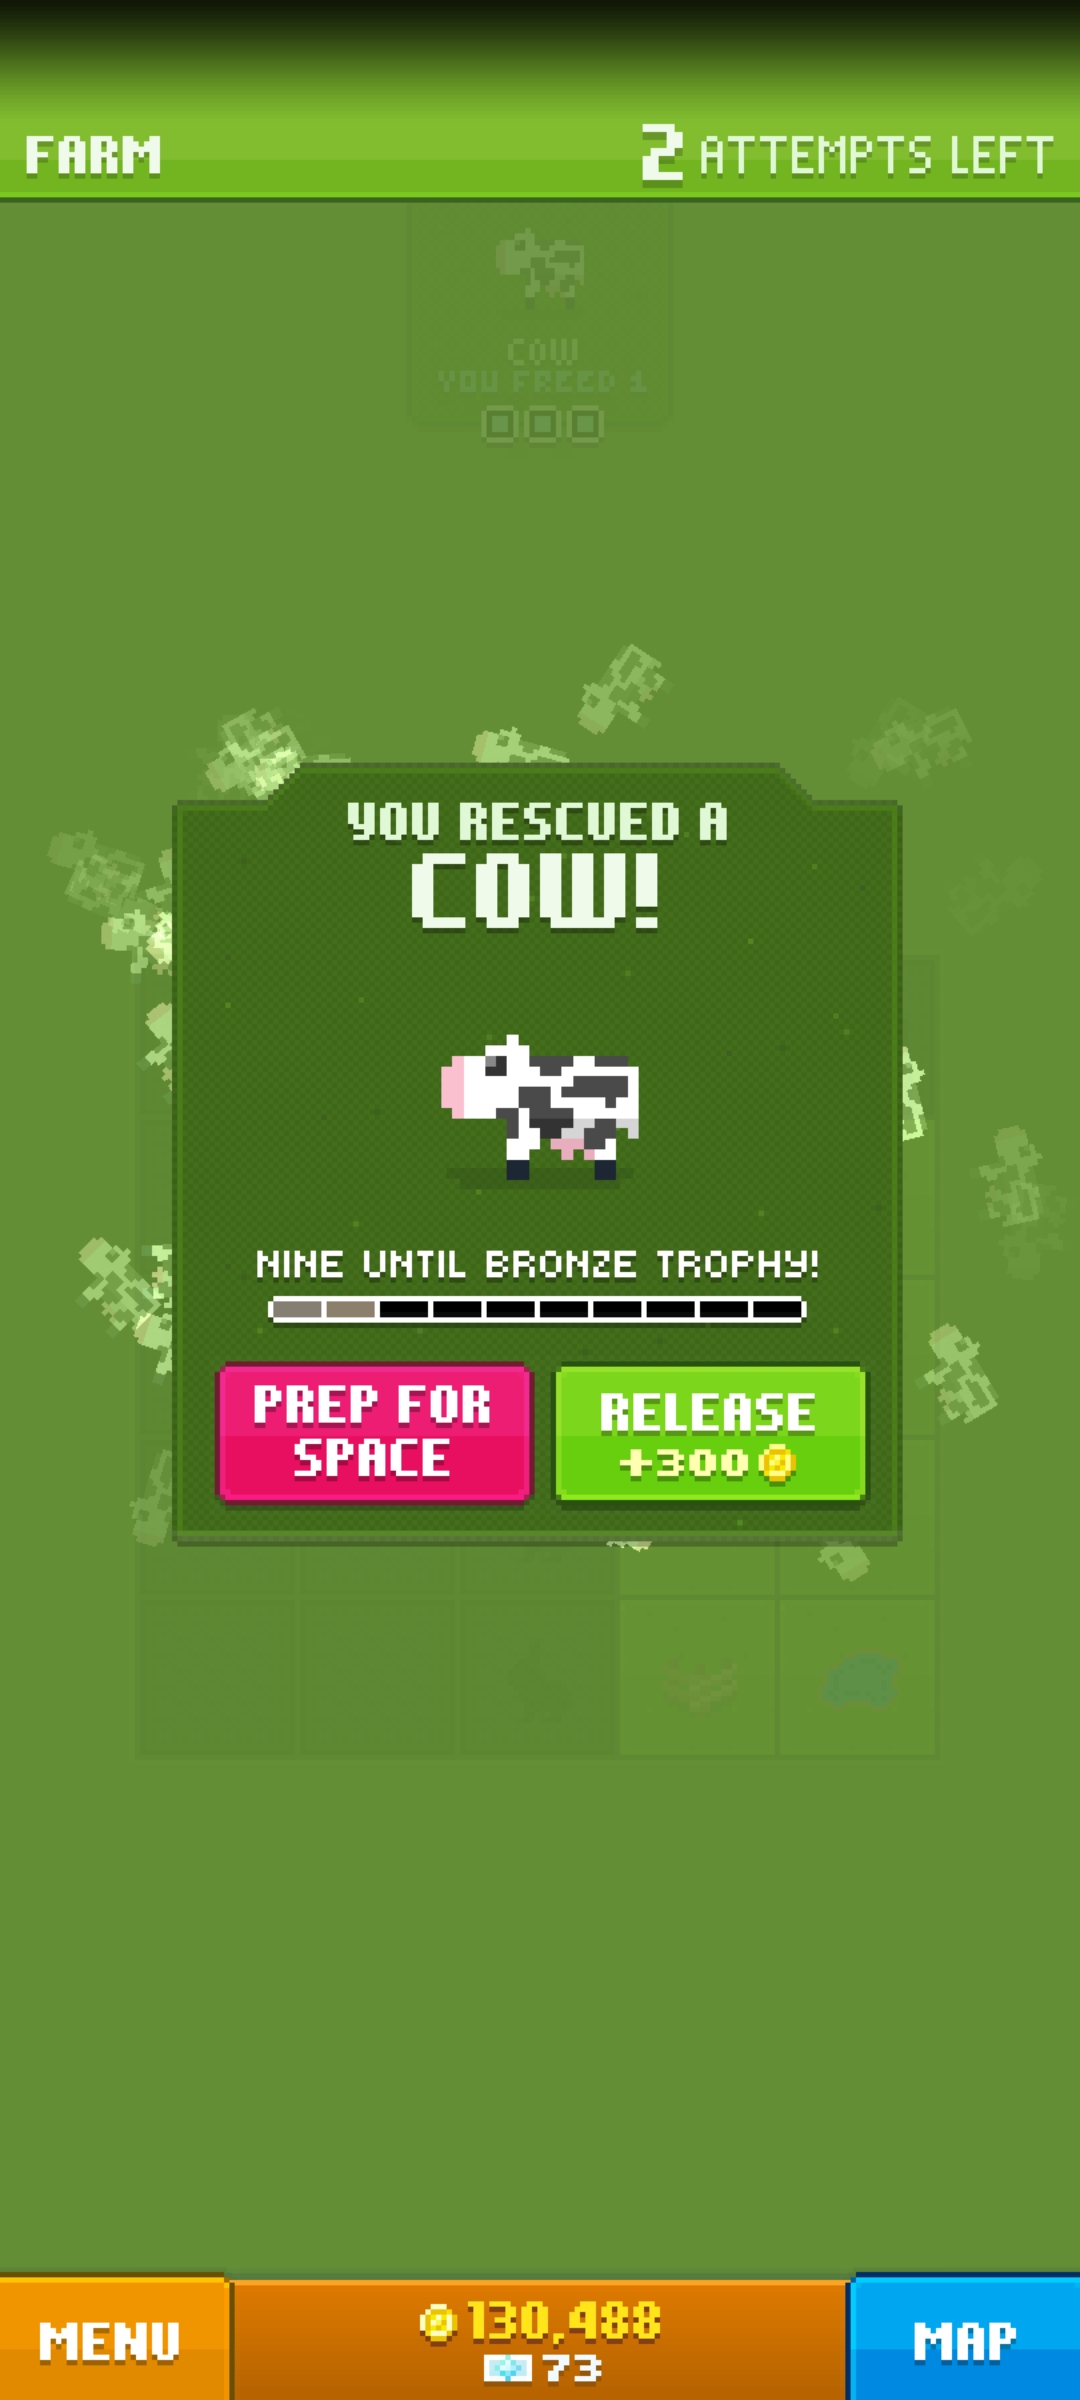 FARM
2 ATTEMPTS LEFT
COW
YOU FREED 1
YOU RESCUED A
COW!
NINE UNTIL BRONZE TROPHY!
PREP FOR
SPACE
RELEASE
+300
MENU
130,488
73
MAP